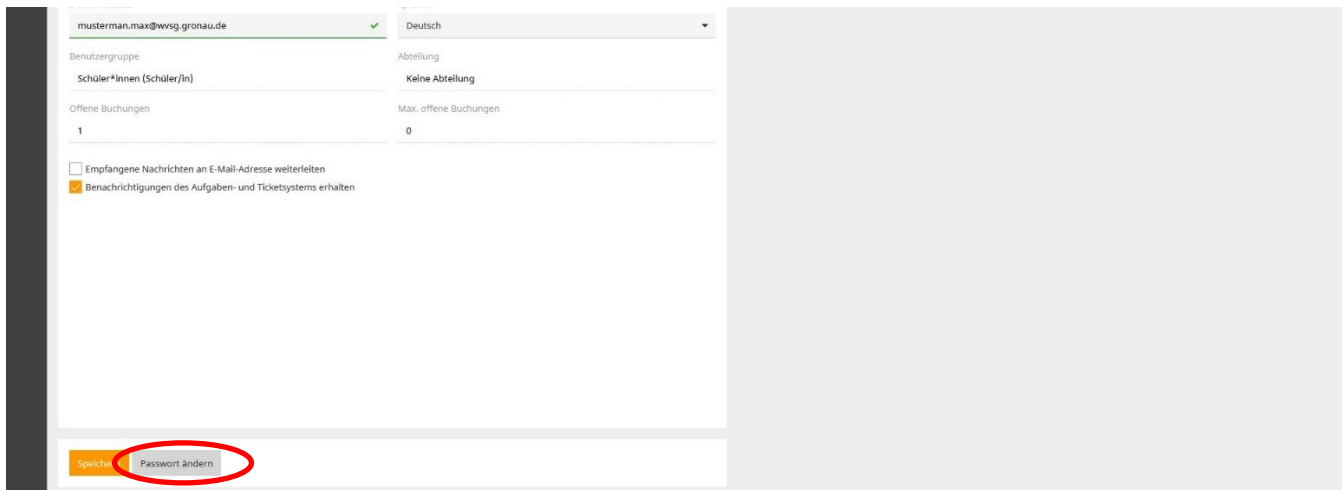 musterman.max@wvsg.gronau.de
Deutsch
Benutzergruppe
Abteilung
Schüler*innen (Schüler/in)
Keine Abteilung
Offene Buchungen
Max. offene Buchungen
1
0
Empfangene Nachrichten an E-Mail-Adresse weiterleiten
Benachrichtigungen des Aufgaben- und Ticketsystems erhalten
Speichern
Passwort ändern